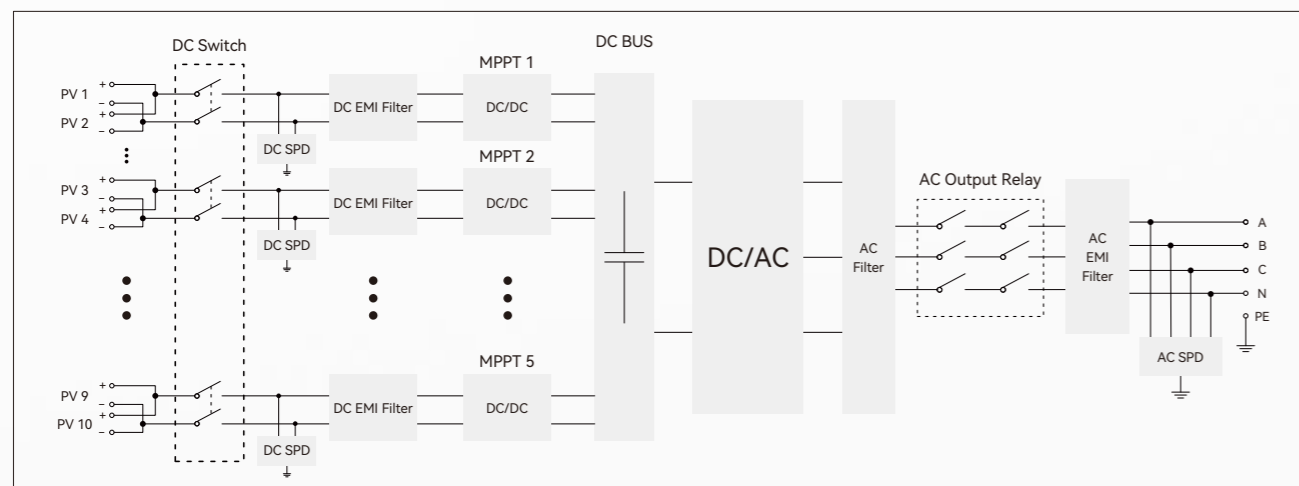 DC Switch
DC BUS
MPPT 1
PV 1
+
−
PV 2
+
−
DC EMI Filter
DC/DC
DC SPD
MPPT 2
PV 3
+
−
PV 4
+
−
DC EMI Filter
DC/DC
DC SPD
MPPT 5
PV 9
+
−
PV 10
+
−
DC EMI Filter
DC/DC
DC SPD
DC/AC
AC
Filter
AC Output Relay
AC
EMI
Filter
A
B
C
N
PE
AC SPD